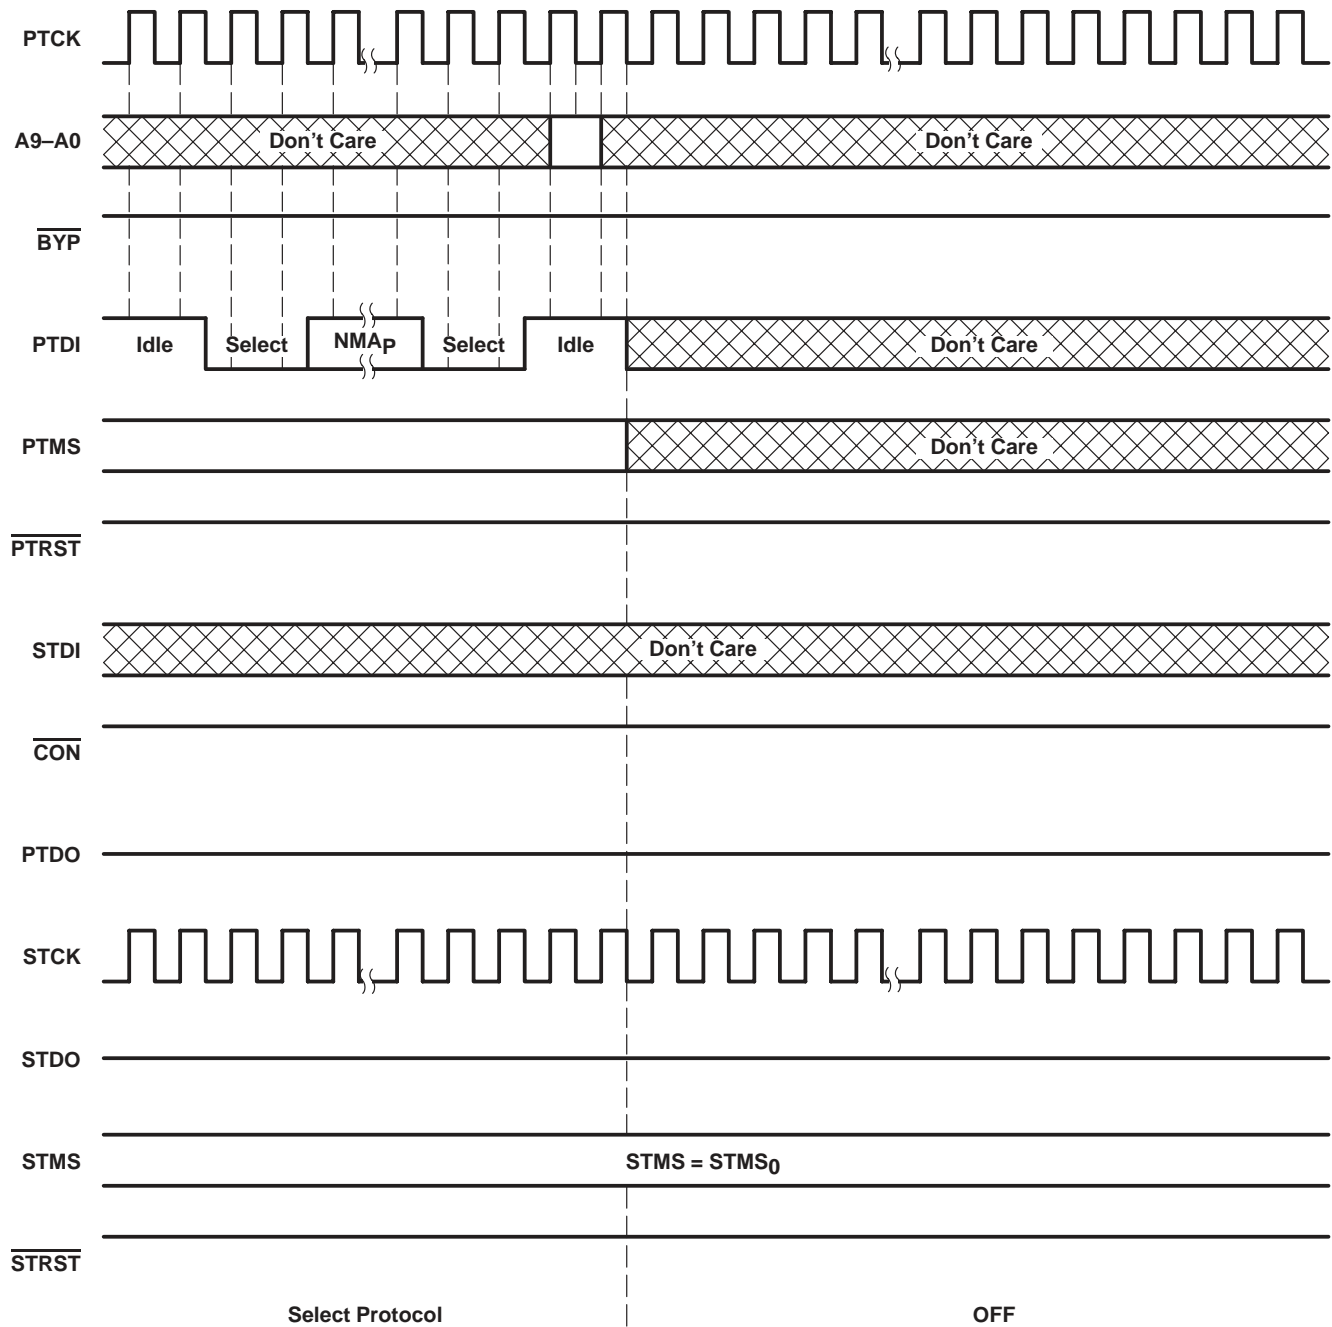 PTCK
A9–A0 Don't Care Don't Care
BYP
PTDI Idle Select NMAP Select Idle Don't Care
PTMS Don't Care
PTRST
STDI Don't Care
CON
PTDO
STCK
STDO
STMS STMS = STMS0
STRST
Select Protocol OFF